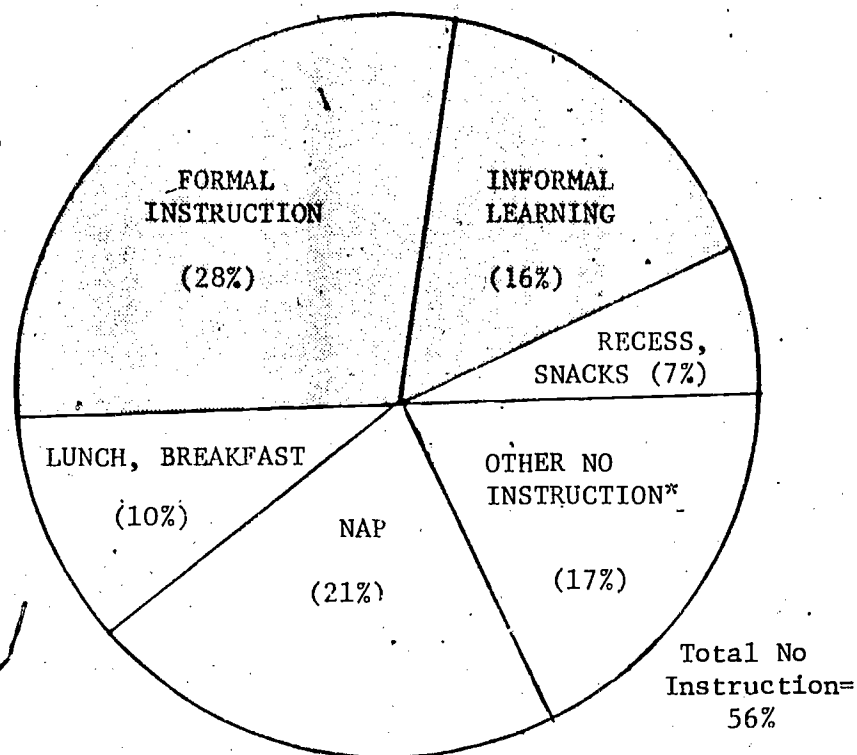 FORMAL
INSTRUCTION
(28%)
INFORMAL
LEARNING
(16%)
RECESS,
SNACKS (7%)
LUNCH, BREAKFAST
(10%)
NAP
(21%)
OTHER NO
INSTRUCTION*
(17%)
Total No
Instruction=
56%